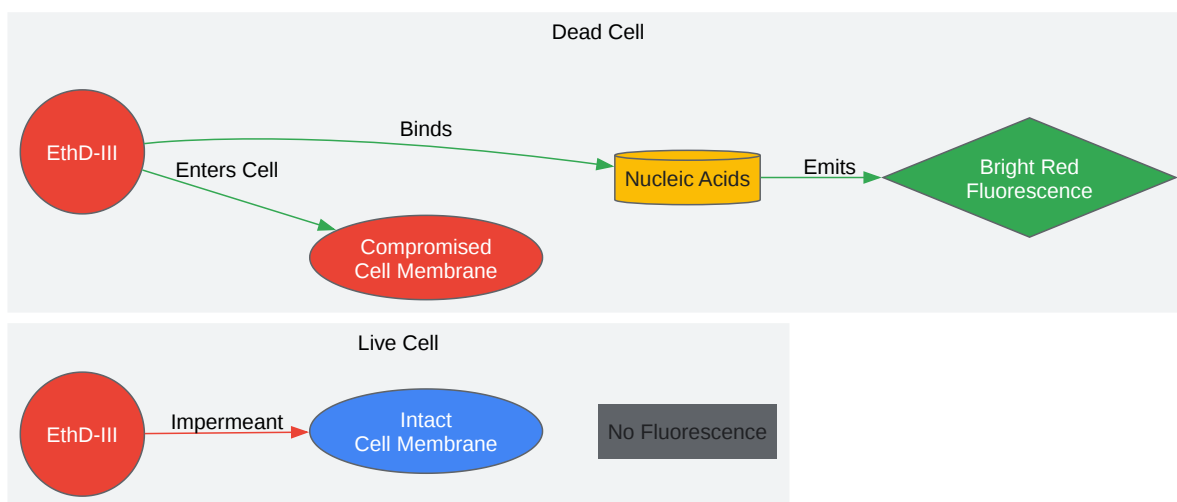 Dead Cell
EthD-III
Binds
Enters Cell
Nucleic Acids
Emits
Bright Red
Fluorescence
Compromised
Cell Membrane
Live Cell
EthD-III
Impermeant
Intact
Cell Membrane
No Fluorescence